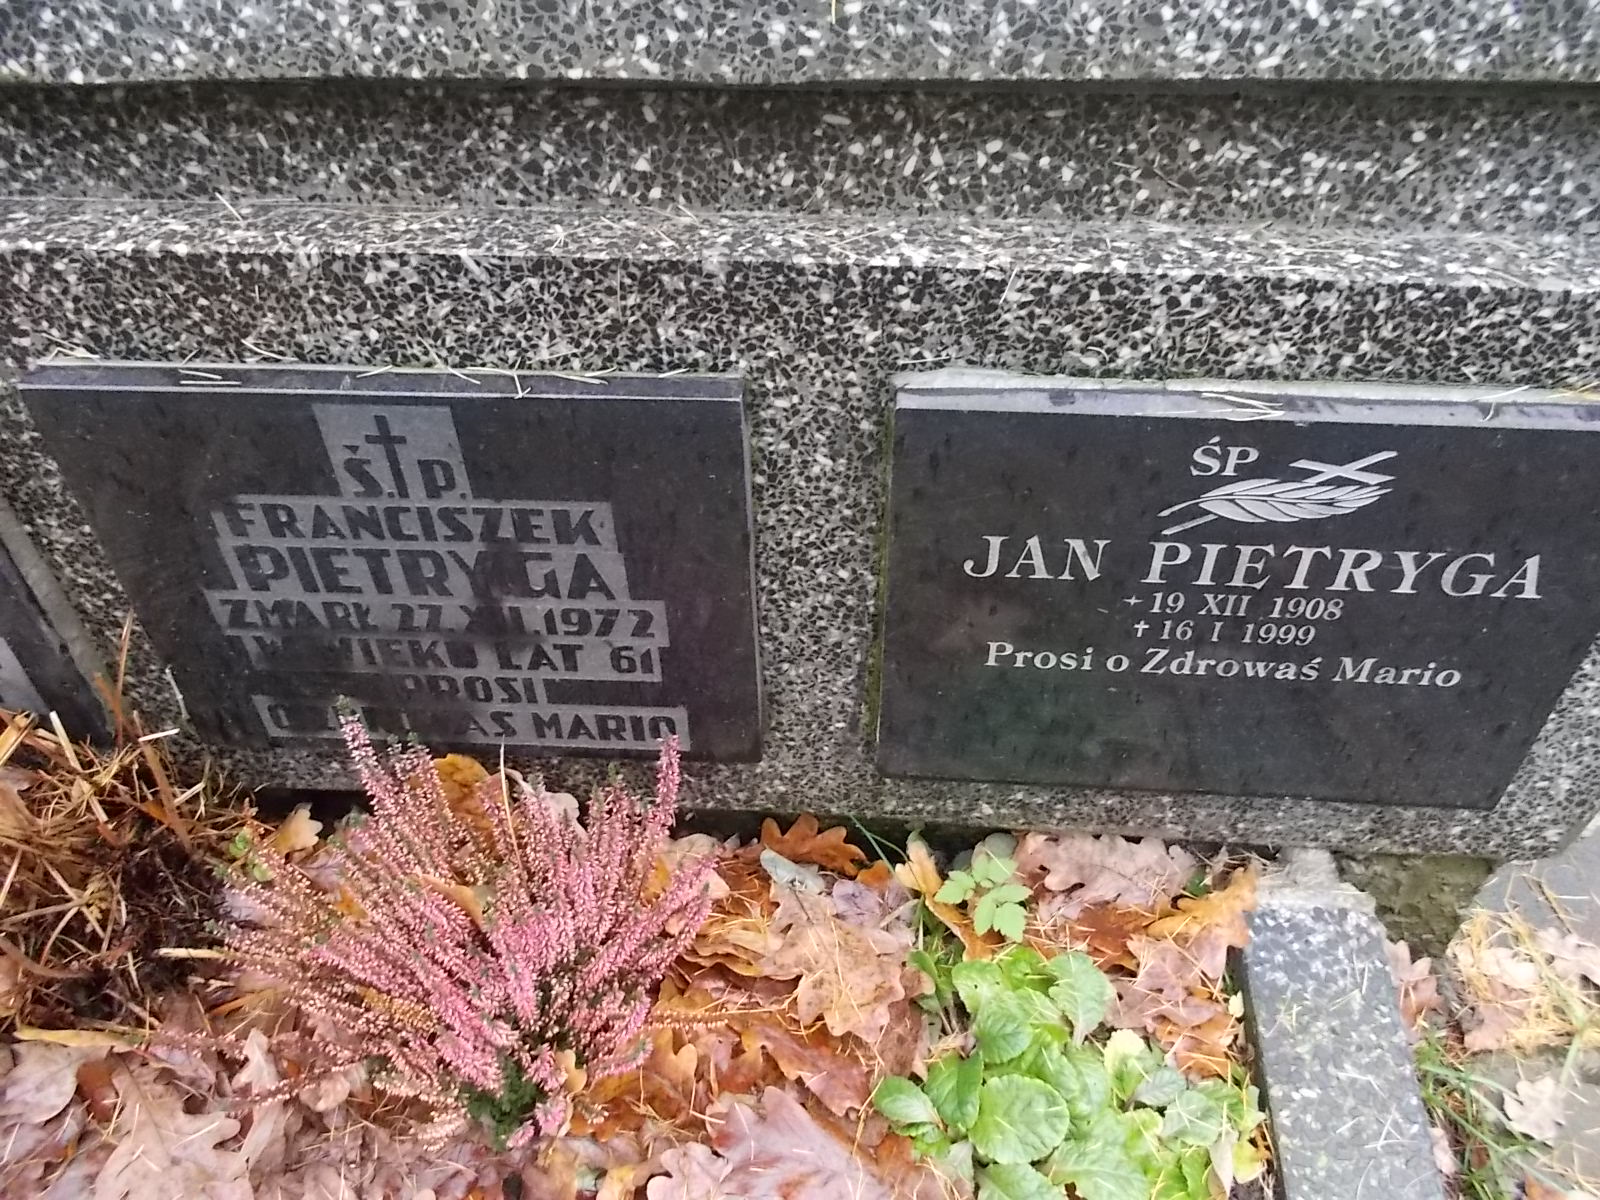 Ś.P.
FRANCISZEK
PIETRYGA
ZMARŁ 27.XII.1972
W WIEKU LAT 61
PROSI
O ZDROWAŚ MARIO
ŚP
JAN PIETRYGA
19 XII 1908
✝ 16 I 1999
Prosi o Zdrowaś Mario